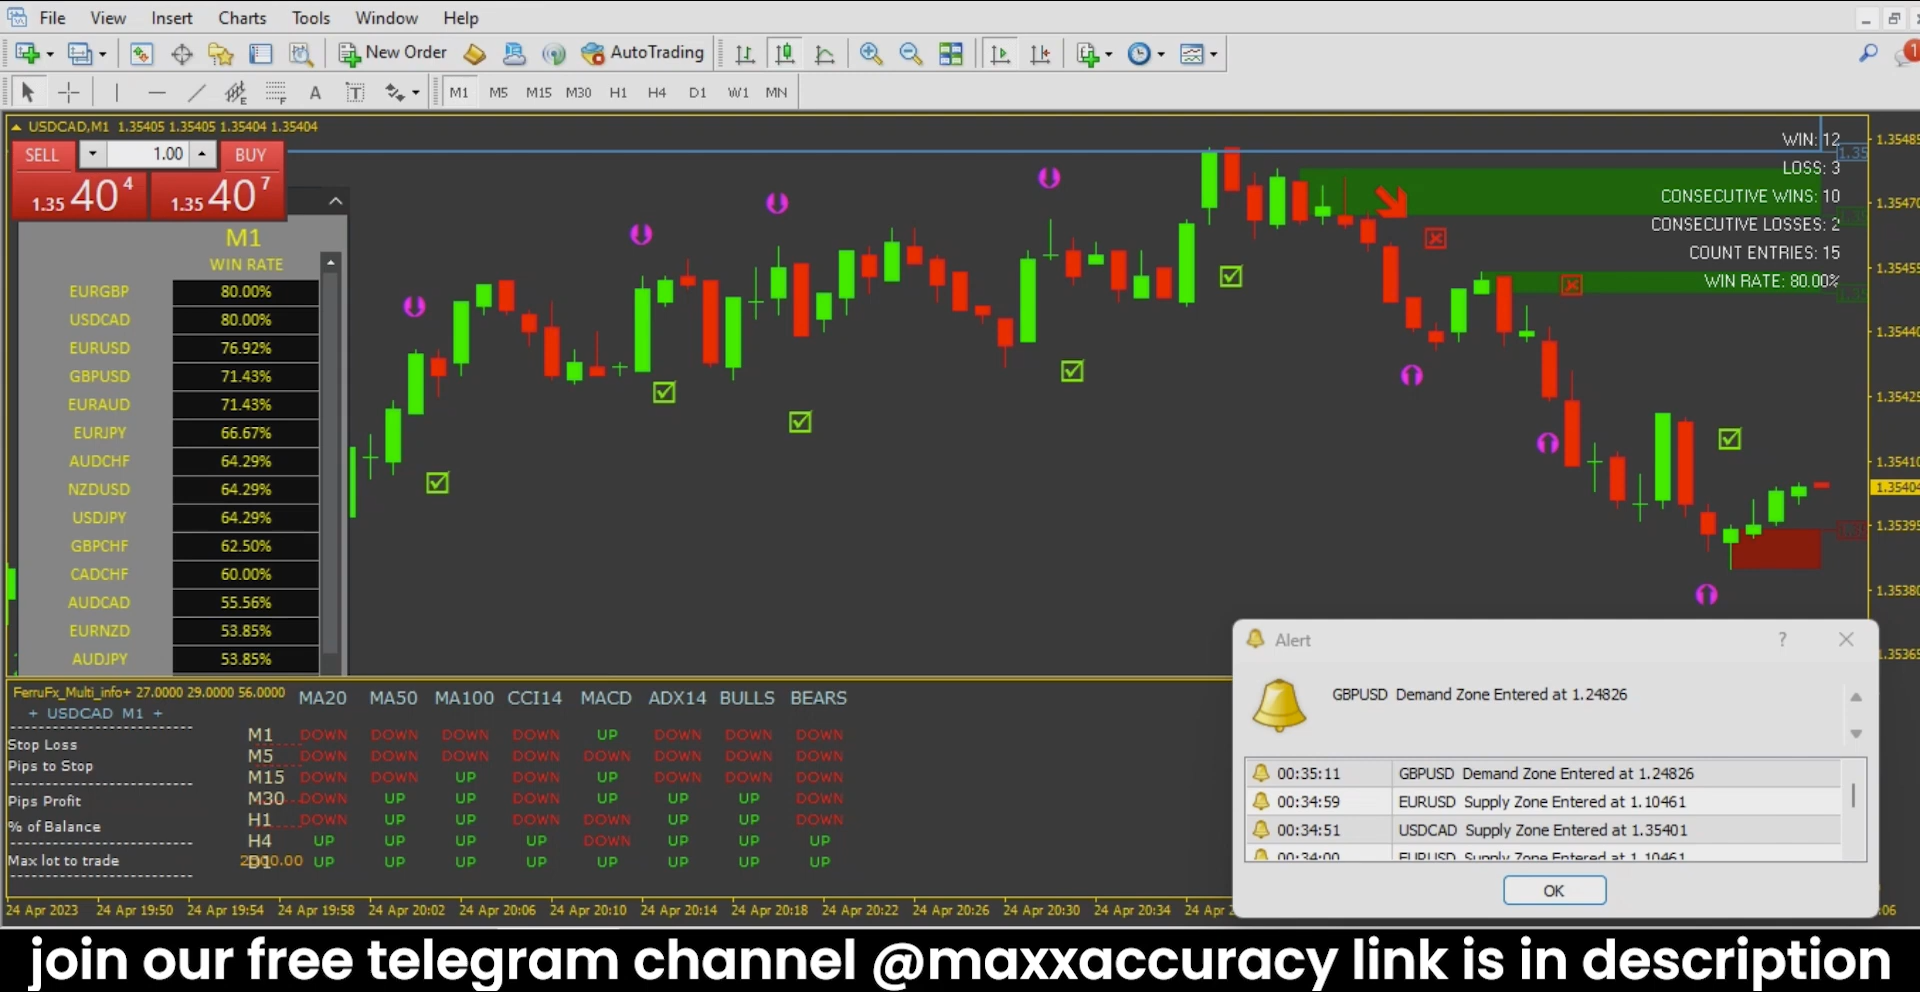 File View Insert Charts Tools Window Help
New Order AutoTrading
A T M1 M5 M15 M30 H1 H4 D1 W1 MN
USDCAD,M1 1.35405 1.35405 1.35404 1.35404
SELL 1.00 BUY
1.35 40 4 1.35 40 7
WIN: 12
LOSS: 3
CONSECUTIVE WINS: 10
CONSECUTIVE LOSSES: 2
COUNT ENTRIES: 15
WIN RATE: 80.00%
1.35485
1.35470
1.35455
1.35440
1.35425
1.35410
1.35404
1.35395
1.35380
1.35365
M1
WIN RATE
EURGBP 80.00%
USDCAD 80.00%
EURUSD 76.92%
GBPUSD 71.43%
EURAUD 71.43%
EURJPY 66.67%
AUDCHF 64.29%
NZDUSD 64.29%
USDJPY 64.29%
GBPCHF 62.50%
CADCHF 60.00%
AUDCAD 55.56%
EURNZD 53.85%
AUDJPY 53.85%
FerruFx_Multi_info+ 27.0000 29.0000 56.0000
+ USDCAD M1 +
Stop Loss
Pips to Stop
Pips Profit
% of Balance
Max lot to trade
MA20 MA50 MA100 CCI14 MACD ADX14 BULLS BEARS
M1 DOWN DOWN DOWN DOWN UP DOWN DOWN DOWN
M5 DOWN DOWN DOWN DOWN DOWN DOWN DOWN DOWN
M15 DOWN DOWN UP DOWN UP DOWN DOWN DOWN
M30 DOWN UP UP DOWN UP UP UP DOWN
H1 DOWN UP UP DOWN DOWN UP UP DOWN
H4 UP UP UP UP DOWN UP UP UP
D1 UP UP UP UP UP UP UP UP
Alert ?
GBPUSD Demand Zone Entered at 1.24826
00:35:11 GBPUSD Demand Zone Entered at 1.24826
00:34:59 EURUSD Supply Zone Entered at 1.10461
00:34:51 USDCAD Supply Zone Entered at 1.35401
00:34:00 EURUSD Supply Zone Entered at 1.10461
OK
24 Apr 2023 24 Apr 19:50 24 Apr 19:54 24 Apr 19:58 24 Apr 20:02 24 Apr 20:06 24 Apr 20:10 24 Apr 20:14 24 Apr 20:18 24 Apr 20:22 24 Apr 20:26 24 Apr 20:30 24 Apr 20:34 24 Apr 2 :06
join our free telegram channel @maxxaccuracy link is in description